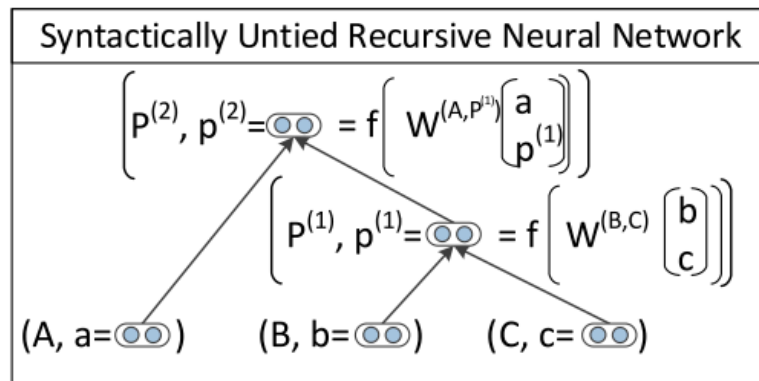 Syntactically Untied Recursive Neural Network
(P⁽²⁾, p⁽²⁾= = f( W⁽ᴬ,ᴾ⁽¹⁾⁾ [a p⁽¹⁾]))
(P⁽¹⁾, p⁽¹⁾= = f( W⁽ᴮ,ᶜ⁾ [b c]))
(A, a= ) (B, b= ) (C, c= )